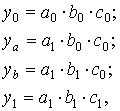 y₀ = a₀ · b₀ · c₀;
yₐ = a₁ · b₀ · c₀;
y_b = a₁ · b₁ · c₀;
y₁ = a₁ · b₁ · c₁,